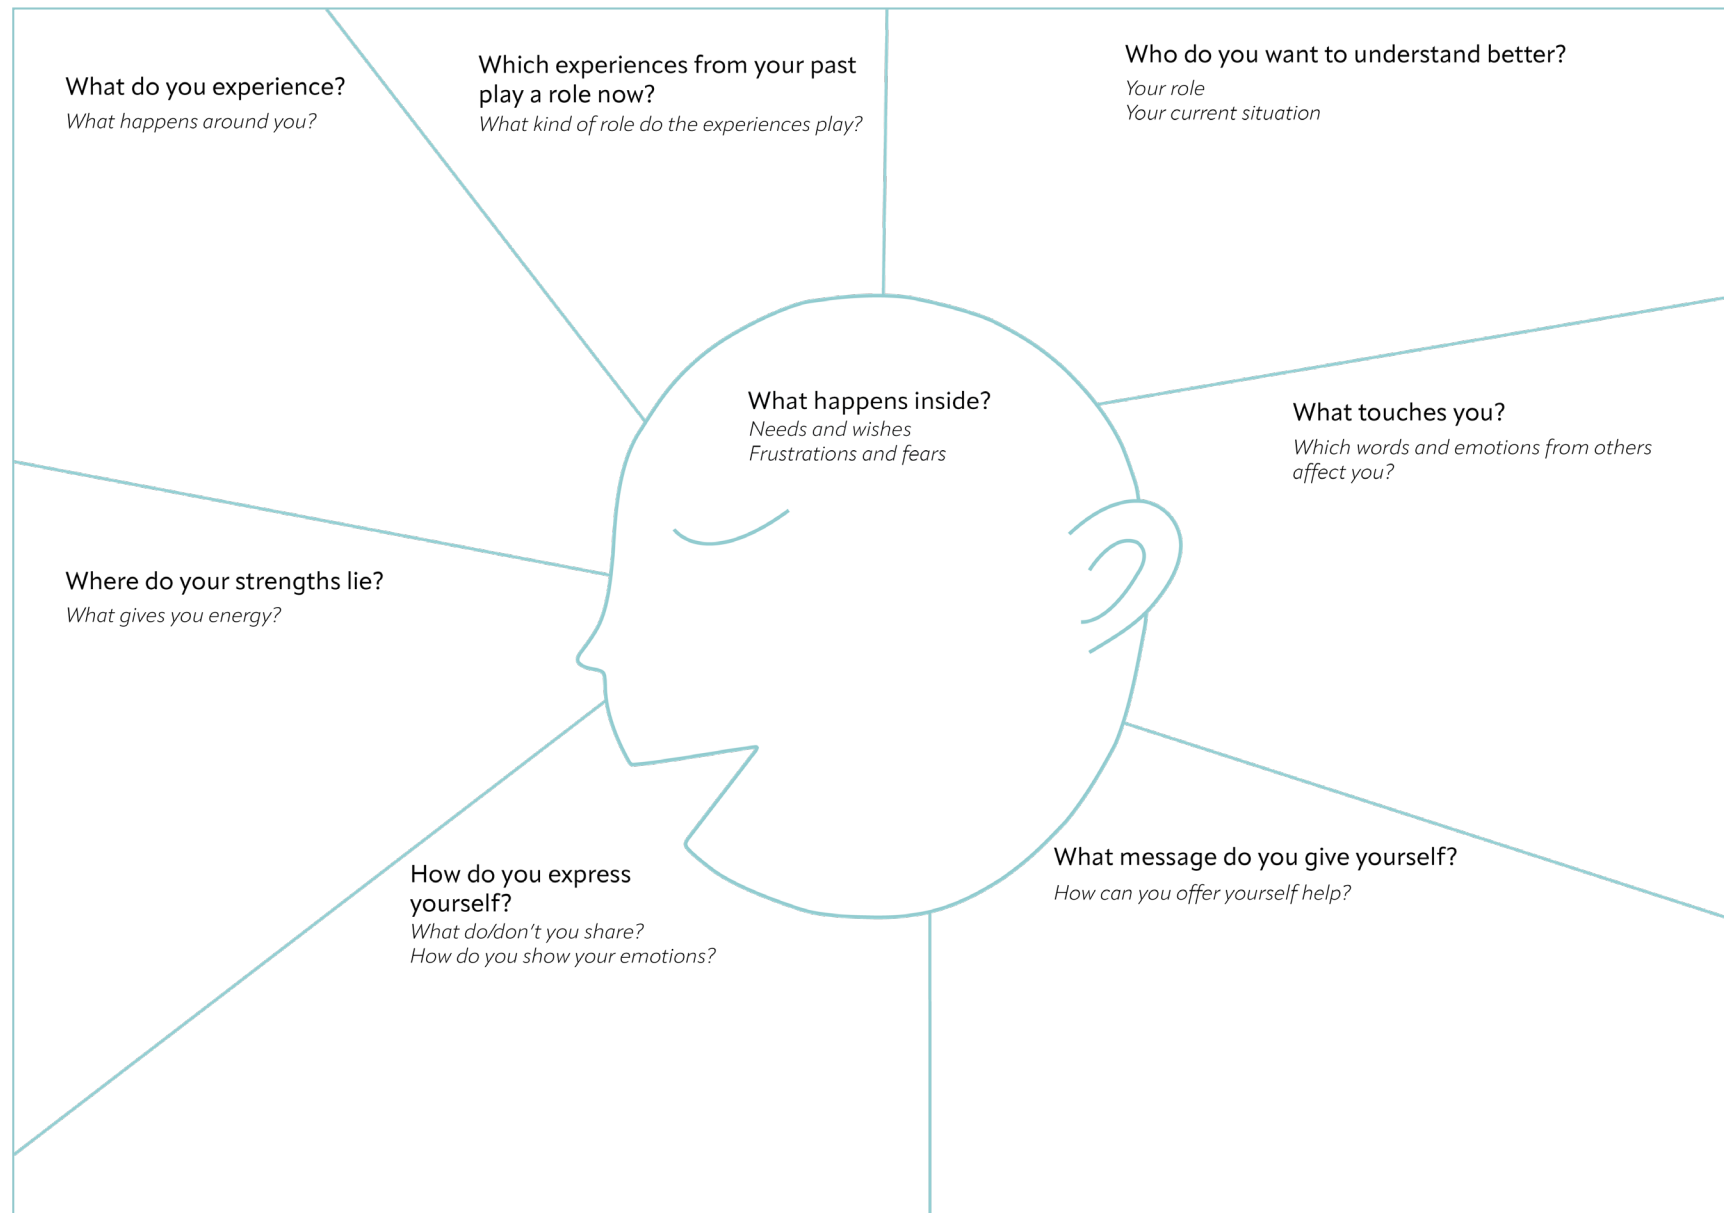 What do you experience?
What happens around you?
Which experiences from your past
play a role now?
What kind of role do the experiences play?
Who do you want to understand better?
Your role
Your current situation
What happens inside?
Needs and wishes
Frustrations and fears
What touches you?
Which words and emotions from others
affect you?
Where do your strengths lie?
What gives you energy?
How do you express
yourself?
What do/don't you share?
How do you show your emotions?
What message do you give yourself?
How can you offer yourself help?